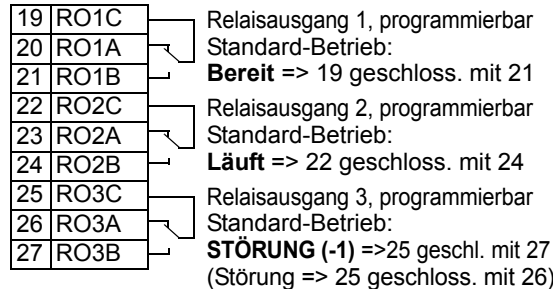 19 RO1C Relaisausgang 1, programmierbar
20 RO1A Standard-Betrieb:
21 RO1B Bereit => 19 geschloss. mit 21
22 RO2C Relaisausgang 2, programmierbar
23 RO2A Standard-Betrieb:
24 RO2B Läuft => 22 geschloss. mit 24
25 RO3C Relaisausgang 3, programmierbar
26 RO3A Standard-Betrieb:
27 RO3B STÖRUNG (-1) =>25 geschl. mit 27
(Störung => 25 geschloss. mit 26)